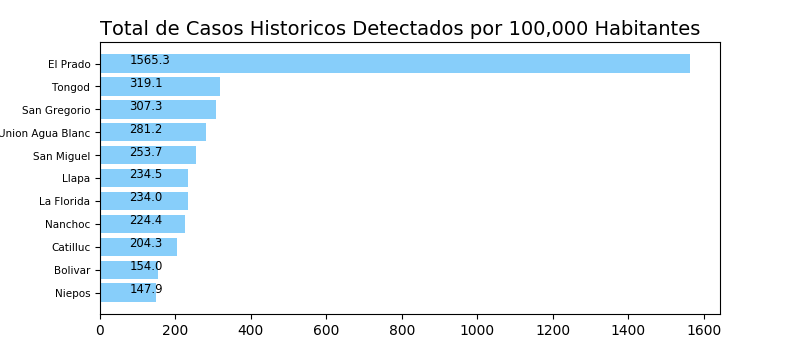 Total de Casos Historicos Detectados por 100,000 Habitantes
El Prado 1565.3
Tongod 319.1
San Gregorio 307.3
Union Agua Blanc 281.2
San Miguel 253.7
Llapa 234.5
La Florida 234.0
Nanchoc 224.4
Catilluc 204.3
Bolivar 154.0
Niepos 147.9
0 200 400 600 800 1000 1200 1400 1600